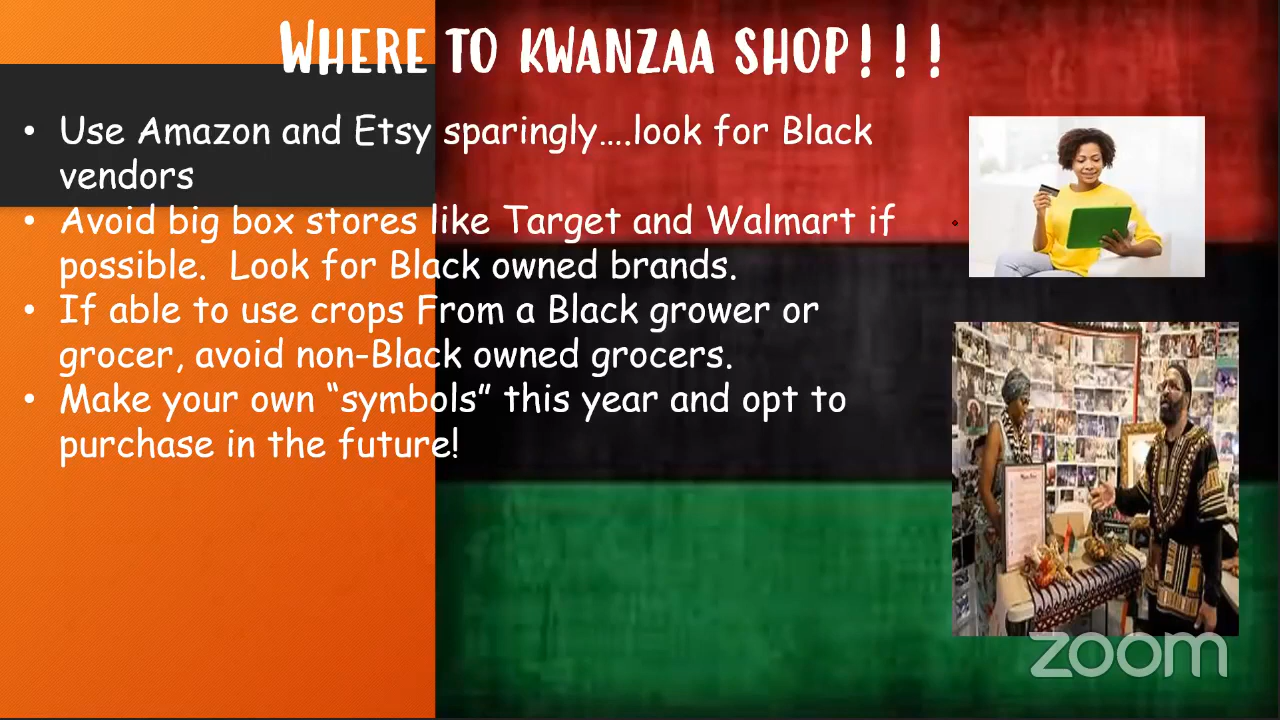 WHERE TO KWANZAA SHOP!!!
• Use Amazon and Etsy sparingly….look for Black
vendors
• Avoid big box stores like Target and Walmart if
possible. Look for Black owned brands.
• If able to use crops From a Black grower or
grocer, avoid non-Black owned grocers.
• Make your own “symbols” this year and opt to
purchase in the future!
zoom